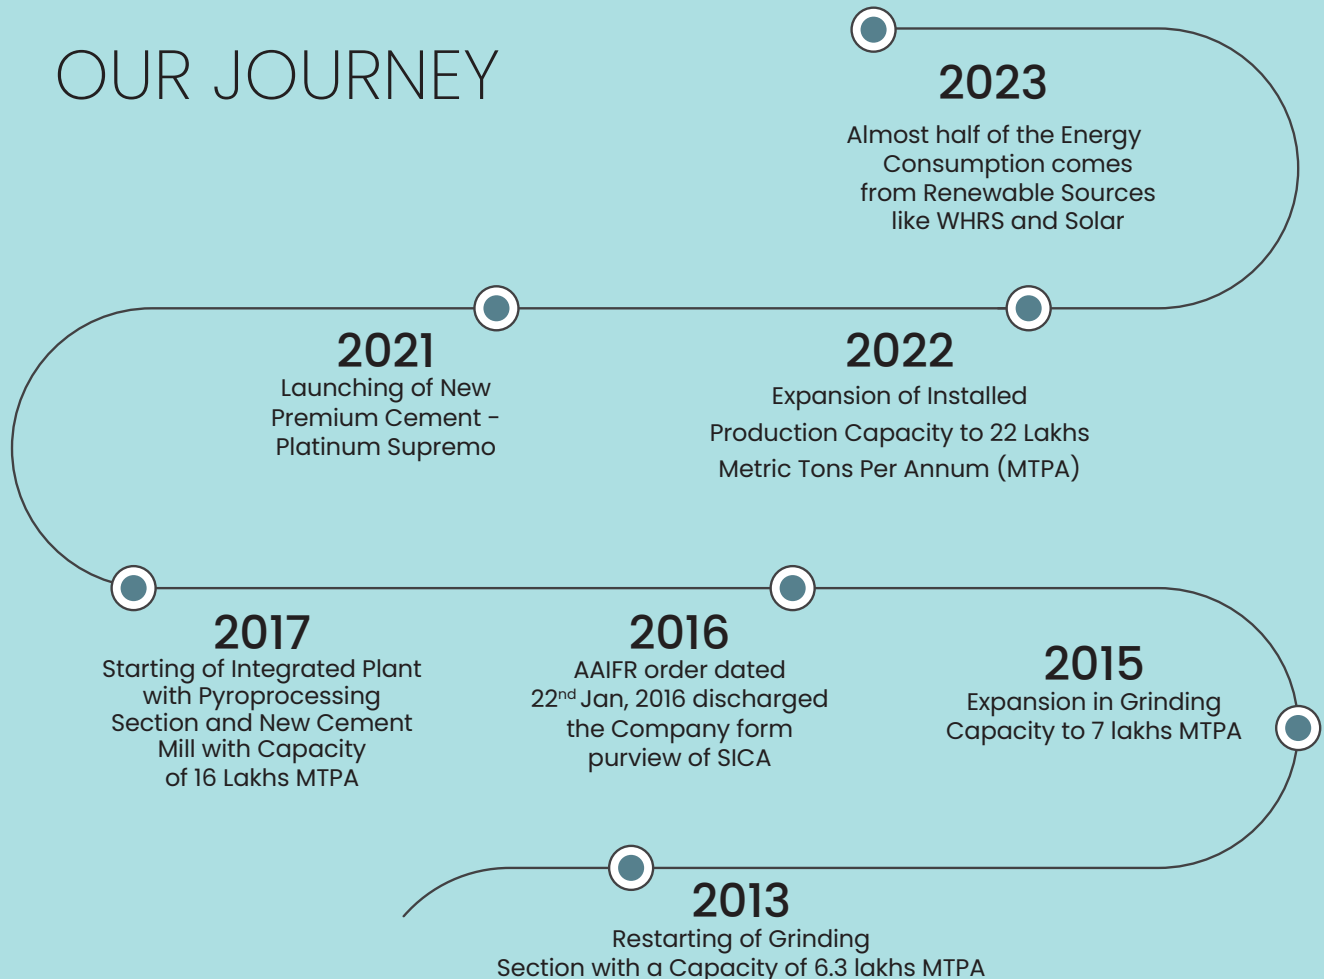 OUR JOURNEY
2023
Almost half of the Energy
Consumption comes
from Renewable Sources
like WHRS and Solar
2021
Launching of New
Premium Cement -
Platinum Supremo
2022
Expansion of Installed
Production Capacity to 22 Lakhs
Metric Tons Per Annum (MTPA)
2017
Starting of Integrated Plant
with Pyroprocessing
Section and New Cement
Mill with Capacity
of 16 Lakhs MTPA
2016
AAIFR order dated
22nd Jan, 2016 discharged
the Company form
purview of SICA
2015
Expansion in Grinding
Capacity to 7 lakhs MTPA
2013
Restarting of Grinding
Section with a Capacity of 6.3 lakhs MTPA